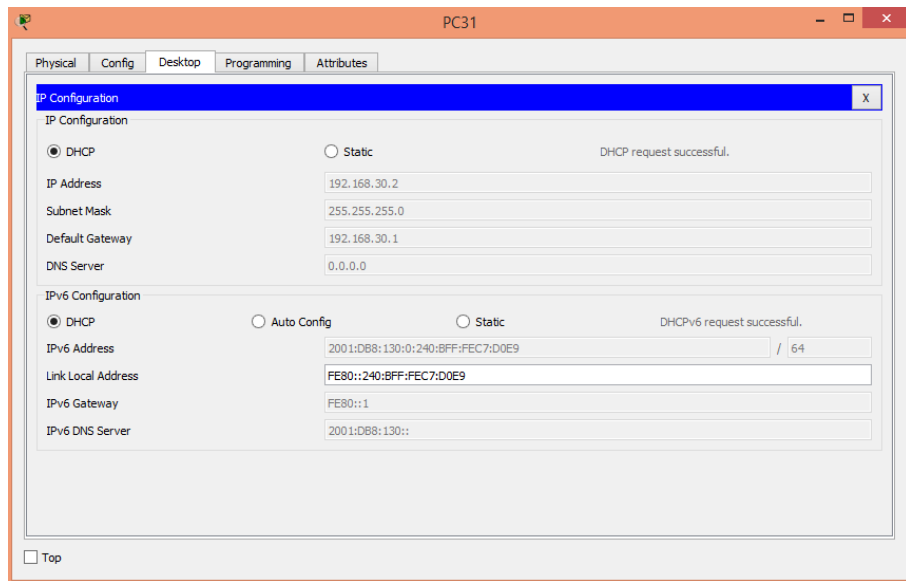 PC31
Physical Config Desktop Programming Attributes
IP Configuration X
IP Configuration
DHCP Static DHCP request successful.
IP Address 192.168.30.2
Subnet Mask 255.255.255.0
Default Gateway 192.168.30.1
DNS Server 0.0.0.0
IPv6 Configuration
DHCP Auto Config Static DHCPv6 request successful.
IPv6 Address 2001:DB8:130:0:240:BFF:FEC7:D0E9 / 64
Link Local Address FE80::240:BFF:FEC7:D0E9
IPv6 Gateway FE80::1
IPv6 DNS Server 2001:DB8:130::
Top